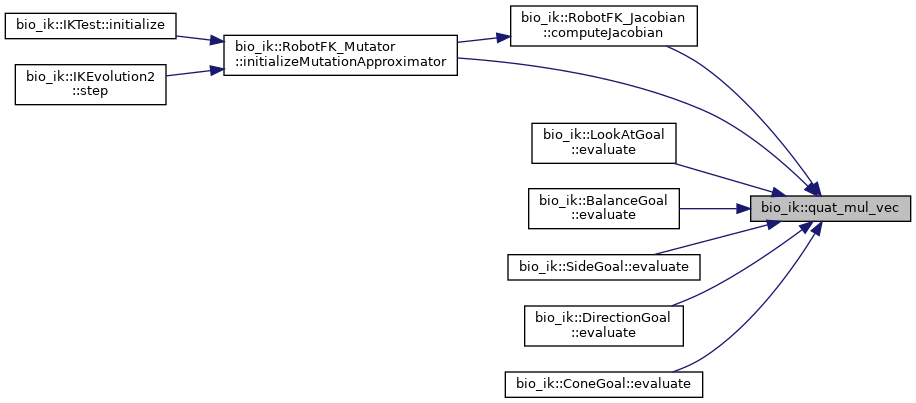 bio_ik::IKTest::initialize
bio_ik::IKEvolution2
::step
bio_ik::RobotFK_Mutator
::initializeMutationApproximator
bio_ik::RobotFK_Jacobian
::computeJacobian
bio_ik::LookAtGoal
::evaluate
bio_ik::BalanceGoal
::evaluate
bio_ik::SideGoal::evaluate
bio_ik::DirectionGoal
::evaluate
bio_ik::ConeGoal::evaluate
bio_ik::quat_mul_vec